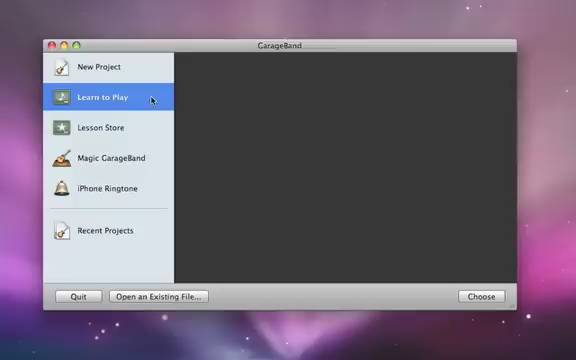 GarageBand
New Project
Learn to Play
Lesson Store
Magic GarageBand
iPhone Ringtone
Recent Projects
Quit
Open an Existing File...
Choose